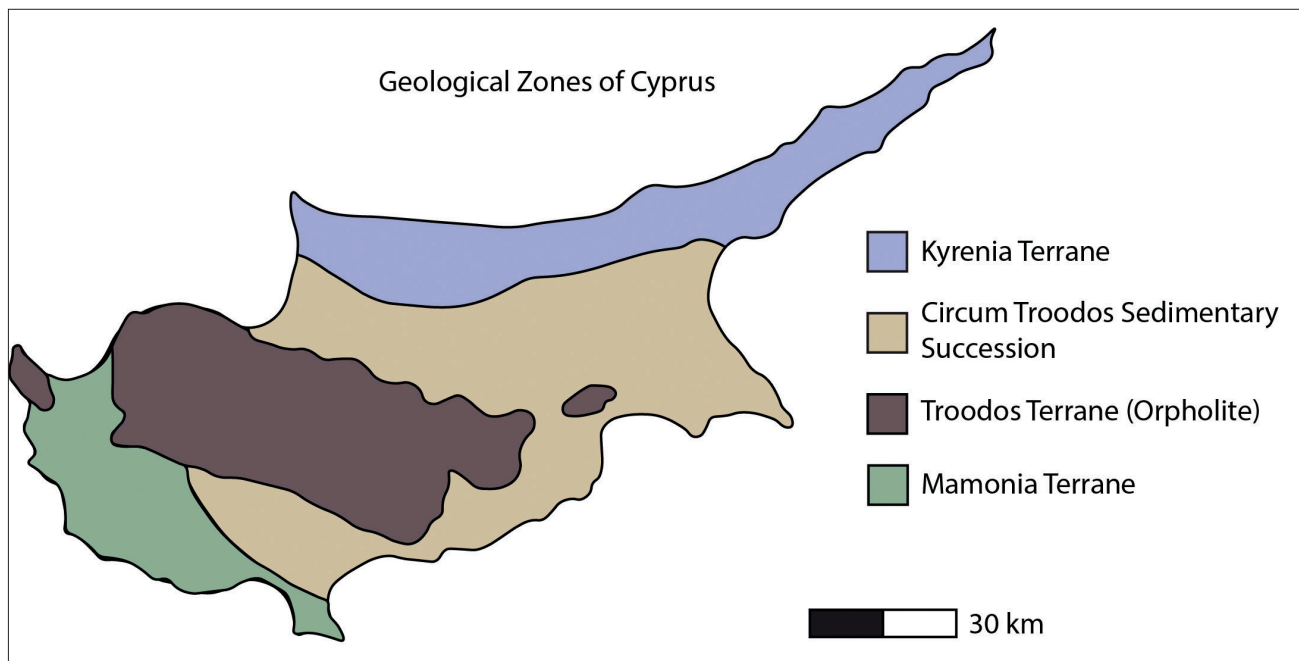 Geological Zones of Cyprus
Kyrenia Terrane
Circum Troodos Sedimentary
Succession
Troodos Terrane (Orpholite)
Mamonia Terrane
30 km